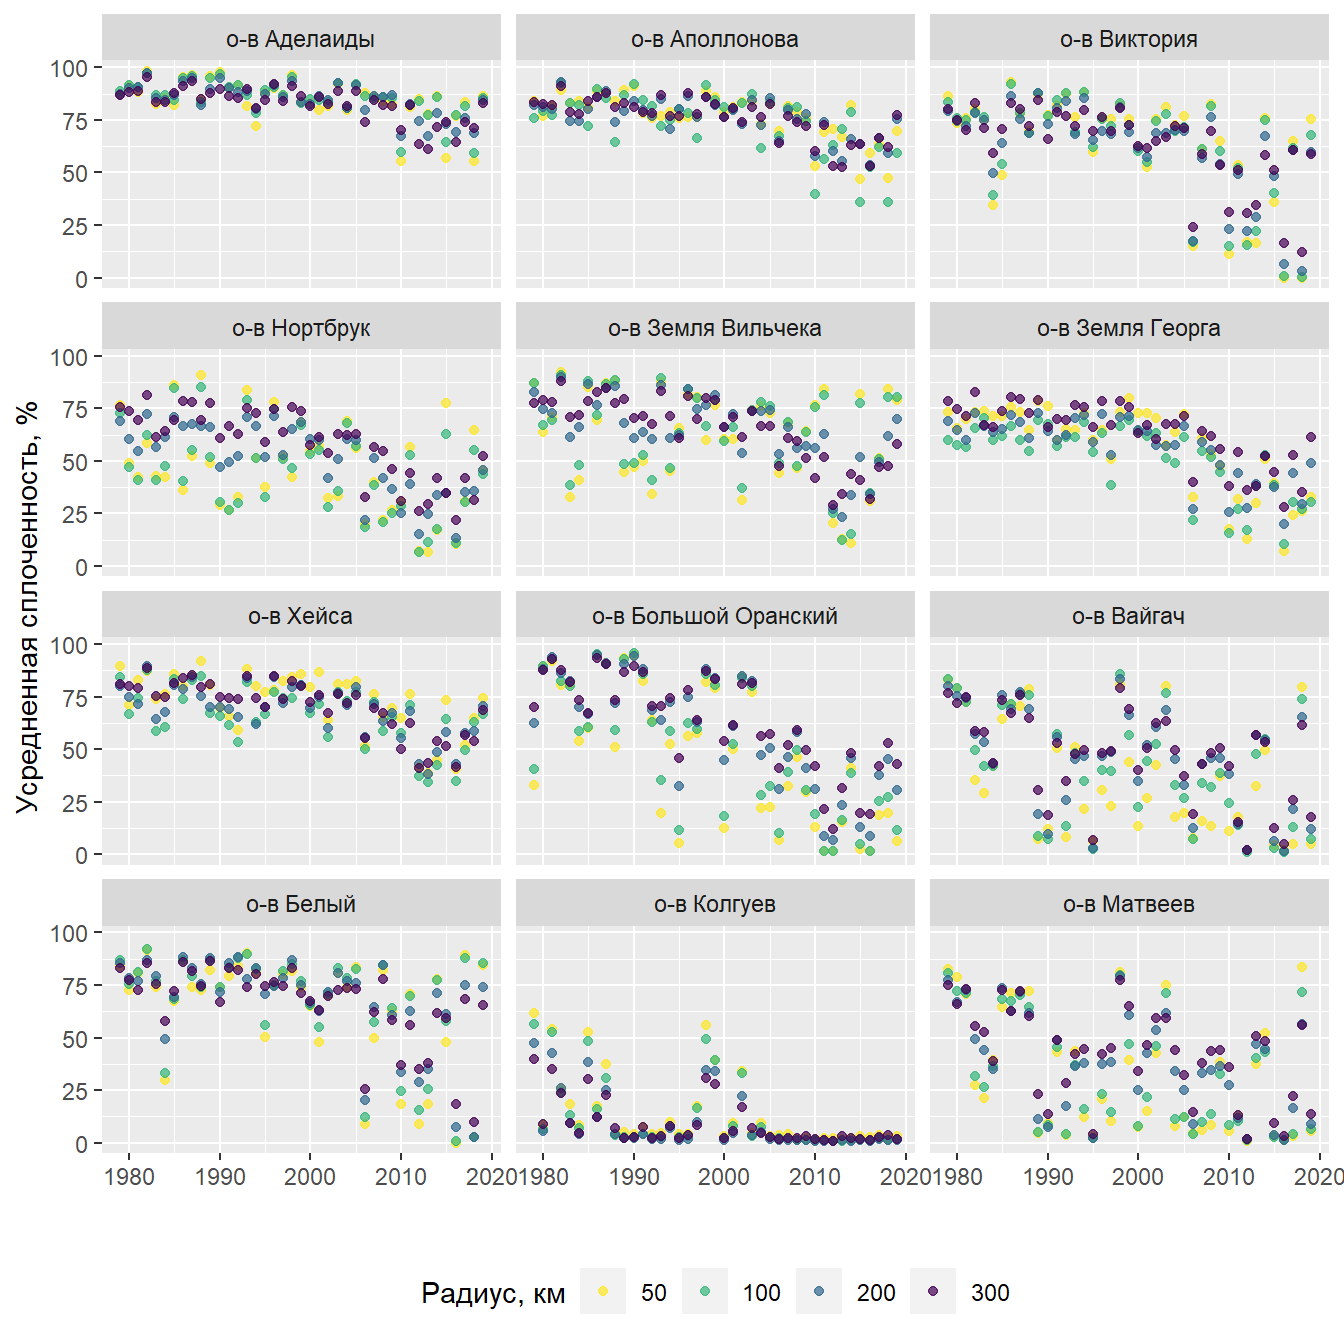 о-в Аделаиды о-в Аполлонова о-в Виктория
100
75
50
25
0
о-в Нортбрук о-в Земля Вильчека о-в Земля Георга
100
75
50
25
0
о-в Хейса о-в Большой Оранский о-в Вайгач
100
75
50
25
0
о-в Белый о-в Колгуев о-в Матвеев
100
75
50
25
0
1980 1990 2000 2010 2020 1980 1990 2000 2010 2020 1980 1990 2000 2010 2020
Усредненная сплоченность, %
Радиус, км 50 100 200 300